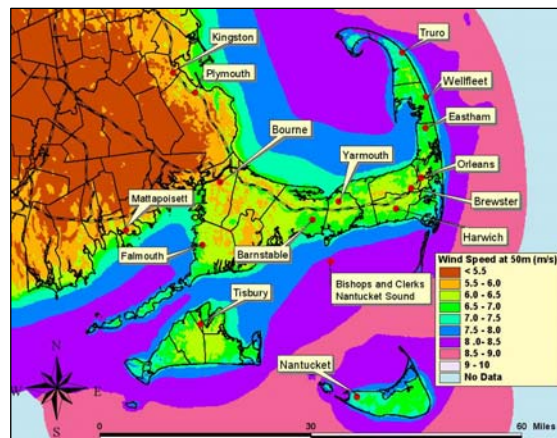 Truro
Kingston
Plymouth
Wellfleet
Eastham
Bourne
Yarmouth
Orleans
Mattapoisett
Brewster
Falmouth
Barnstable
Harwich
Bishops and Clerks
Nantucket Sound
Tisbury
Nantucket
Wind Speed at 50m (m/s)
< 5.5
5.5 - 6.0
6.0 - 6.5
6.5 - 7.0
7.0 - 7.5
7.5 - 8.0
8 .0 -8.5
8.5 - 9.0
9 - 10
No Data
N
W E
S
0 30 60 Miles